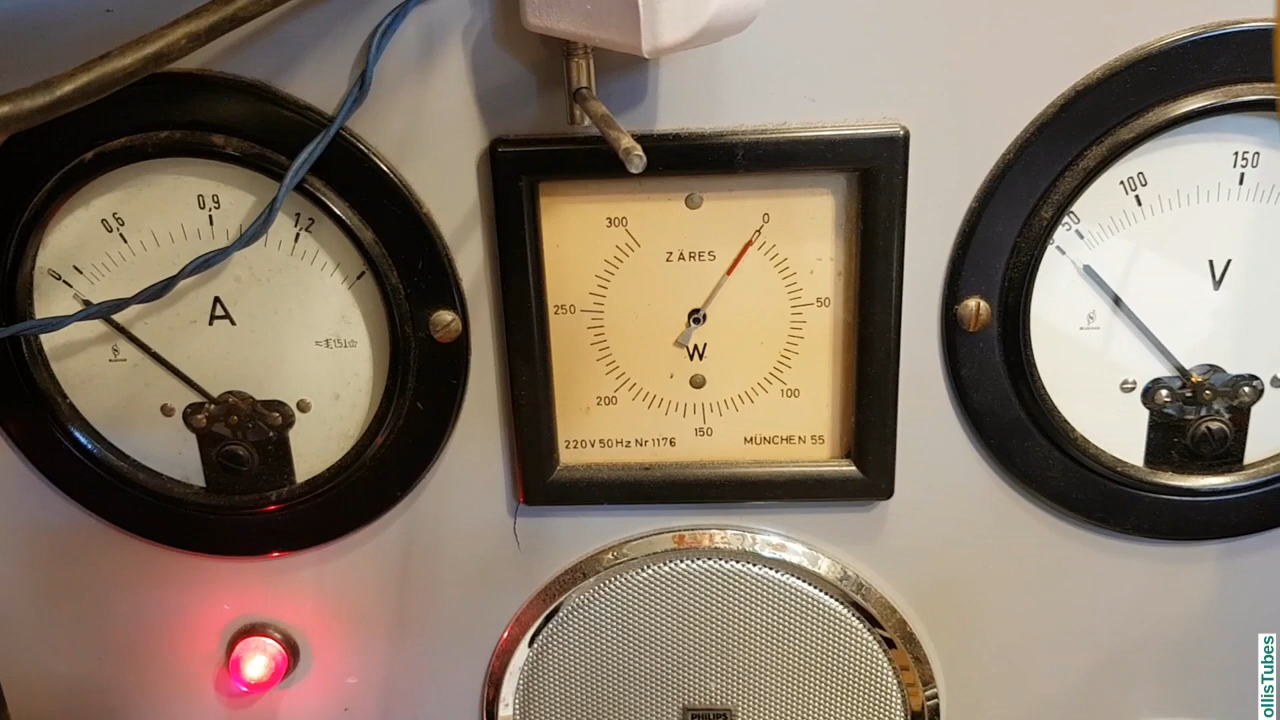 0 0,6 0,9 1,2
A
ZÄRES
300 0
250 50
W
200 100
150
220V 50Hz Nr 1176 MÜNCHEN 55
50 100 150
V
PHILIPS
ollisTubes